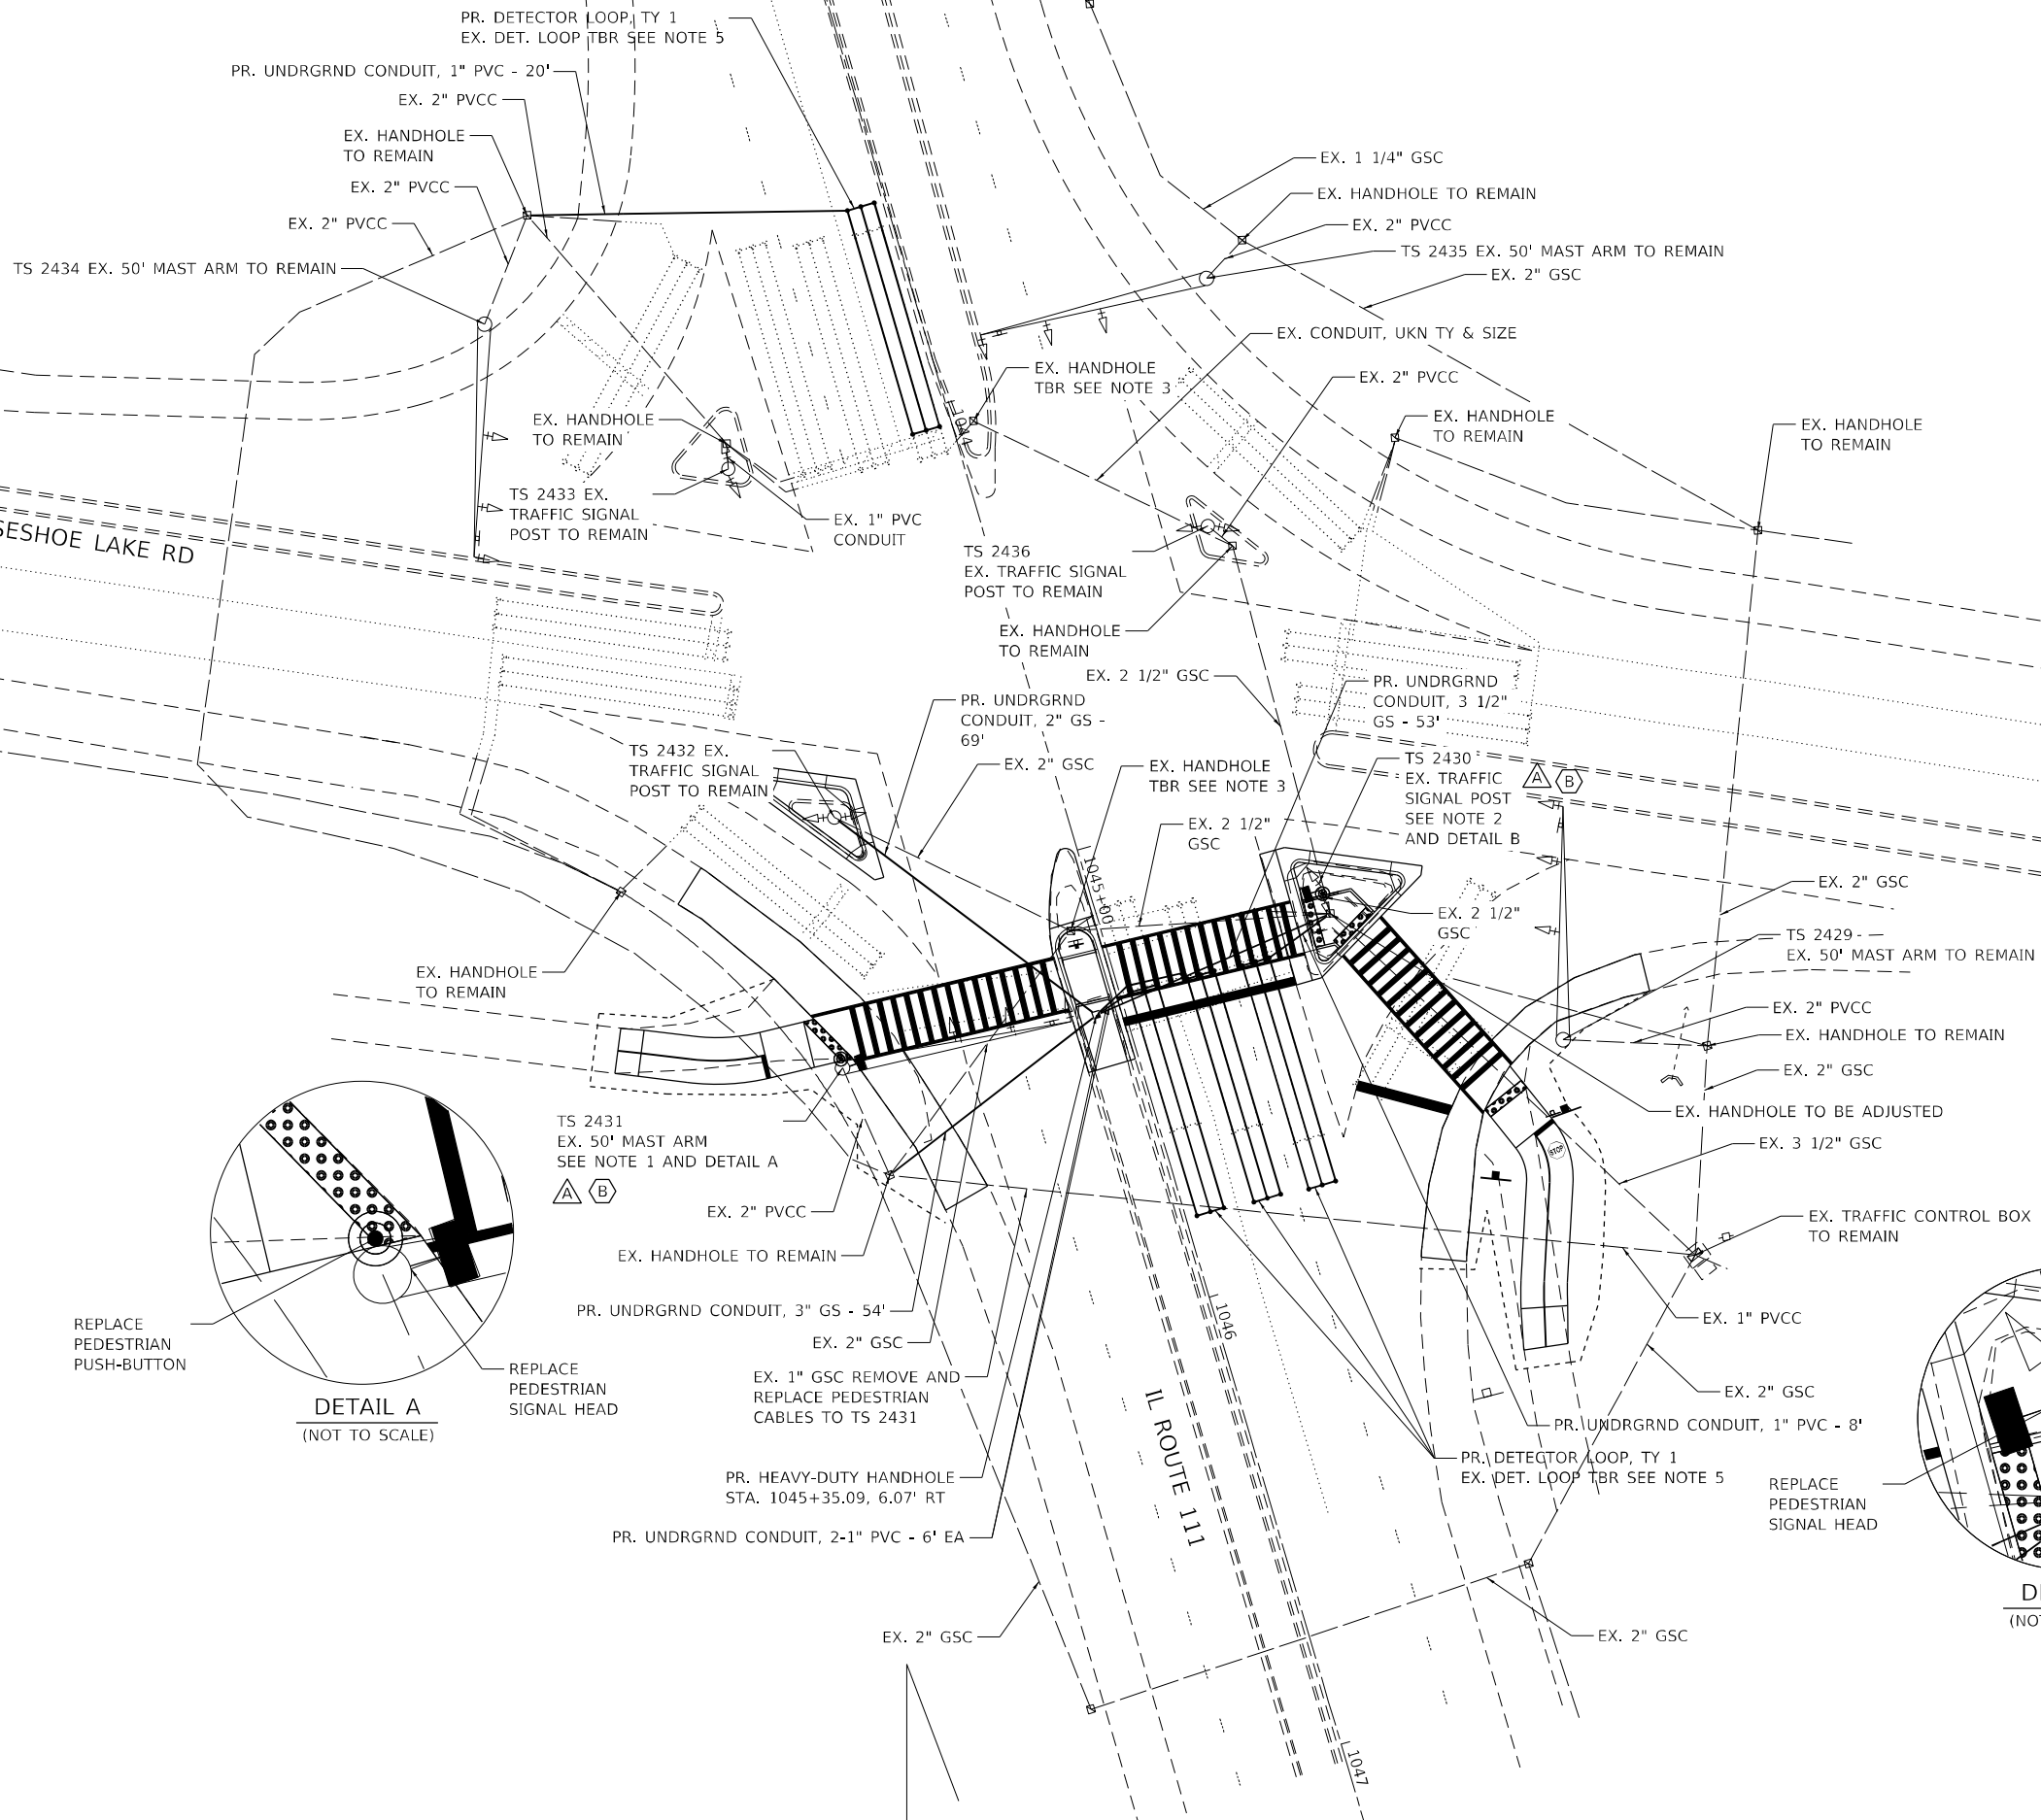 PR. DETECTOR LOOP, TY 1
EX. DET. LOOP TBR SEE NOTE 5
PR. UNDRGRND CONDUIT, 1" PVC - 20'
EX. 2" PVCC
EX. HANDHOLE
TO REMAIN
EX. 2" PVCC
EX. 2" PVCC
TS 2434 EX. 50' MAST ARM TO REMAIN
EX. 1 1/4" GSC
EX. HANDHOLE TO REMAIN
EX. 2" PVCC
TS 2435 EX. 50' MAST ARM TO REMAIN
EX. 2" GSC
EX. CONDUIT, UKN TY & SIZE
EX. HANDHOLE
TBR SEE NOTE 3
EX. 2" PVCC
EX. HANDHOLE
TO REMAIN
EX. HANDHOLE
TO REMAIN
EX. HANDHOLE
TO REMAIN
1044
TS 2433 EX.
TRAFFIC SIGNAL
POST TO REMAIN
EX. 1" PVC
CONDUIT
SESHOE LAKE RD
TS 2436
EX. TRAFFIC SIGNAL
POST TO REMAIN
EX. HANDHOLE
TO REMAIN
EX. 2 1/2" GSC
PR. UNDRGRND
CONDUIT, 3 1/2"
GS - 53'
PR. UNDRGRND
CONDUIT, 2" GS -
69'
TS 2432 EX.
TRAFFIC SIGNAL
POST TO REMAIN
EX. 2" GSC
EX. HANDHOLE
TBR SEE NOTE 3
TS 2430
EX. TRAFFIC
SIGNAL POST
SEE NOTE 2
AND DETAIL B
A
B
EX. 2 1/2"
GSC
1045+00
EX. 2" GSC
EX. 2 1/2"
GSC
TS 2429
EX. 50' MAST ARM TO REMAIN
EX. HANDHOLE
TO REMAIN
EX. 2" PVCC
EX. HANDHOLE TO REMAIN
EX. 2" GSC
EX. HANDHOLE TO BE ADJUSTED
EX. 3 1/2" GSC
STOP
TS 2431
EX. 50' MAST ARM
SEE NOTE 1 AND DETAIL A
A
B
EX. 2" PVCC
EX. TRAFFIC CONTROL BOX
TO REMAIN
EX. HANDHOLE TO REMAIN
PR. UNDRGRND CONDUIT, 3" GS - 54'
EX. 1" PVCC
1046
REPLACE
PEDESTRIAN
PUSH-BUTTON
EX. 2" GSC
REPLACE
PEDESTRIAN
SIGNAL HEAD
DETAIL A
(NOT TO SCALE)
EX. 1" GSC REMOVE AND
REPLACE PEDESTRIAN
CABLES TO TS 2431
EX. 2" GSC
IL ROUTE 111
PR. UNDRGRND CONDUIT, 1" PVC - 8'
PR. DETECTOR LOOP, TY 1
EX. DET. LOOP TBR SEE NOTE 5
PR. HEAVY-DUTY HANDHOLE
STA. 1045+35.09, 6.07' RT
REPLACE
PEDESTRIAN
SIGNAL HEAD
PR. UNDRGRND CONDUIT, 2-1" PVC - 6' EA
EX. 2" GSC
EX. 2" GSC
1047